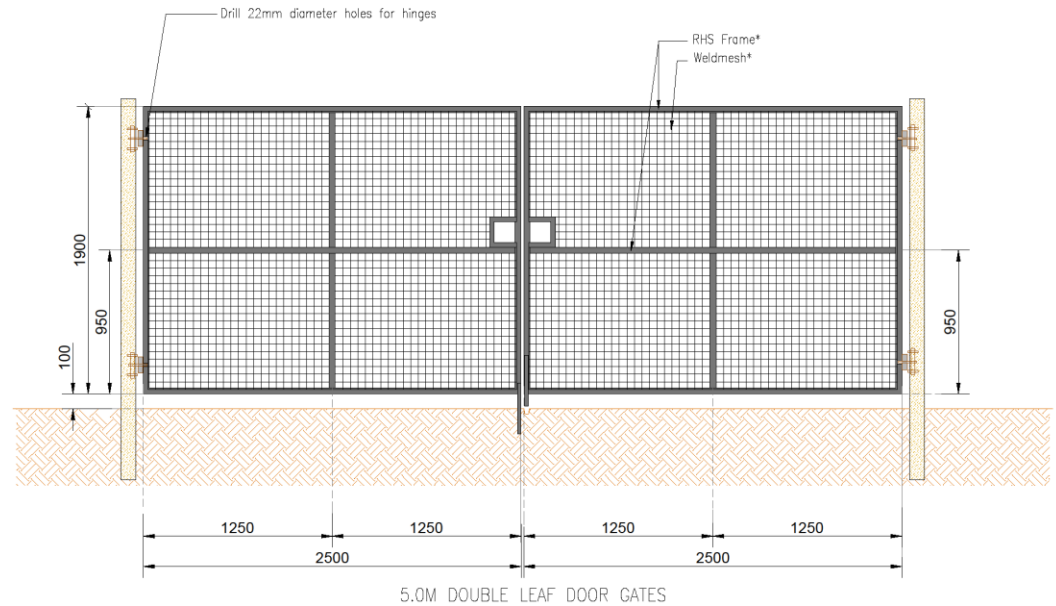 Drill 22mm diameter holes for hinges
RHS Frame*
Weldmesh*
1900
950
100
950
1250
1250
1250
1250
2500
2500
5.0M DOUBLE LEAF DOOR GATES